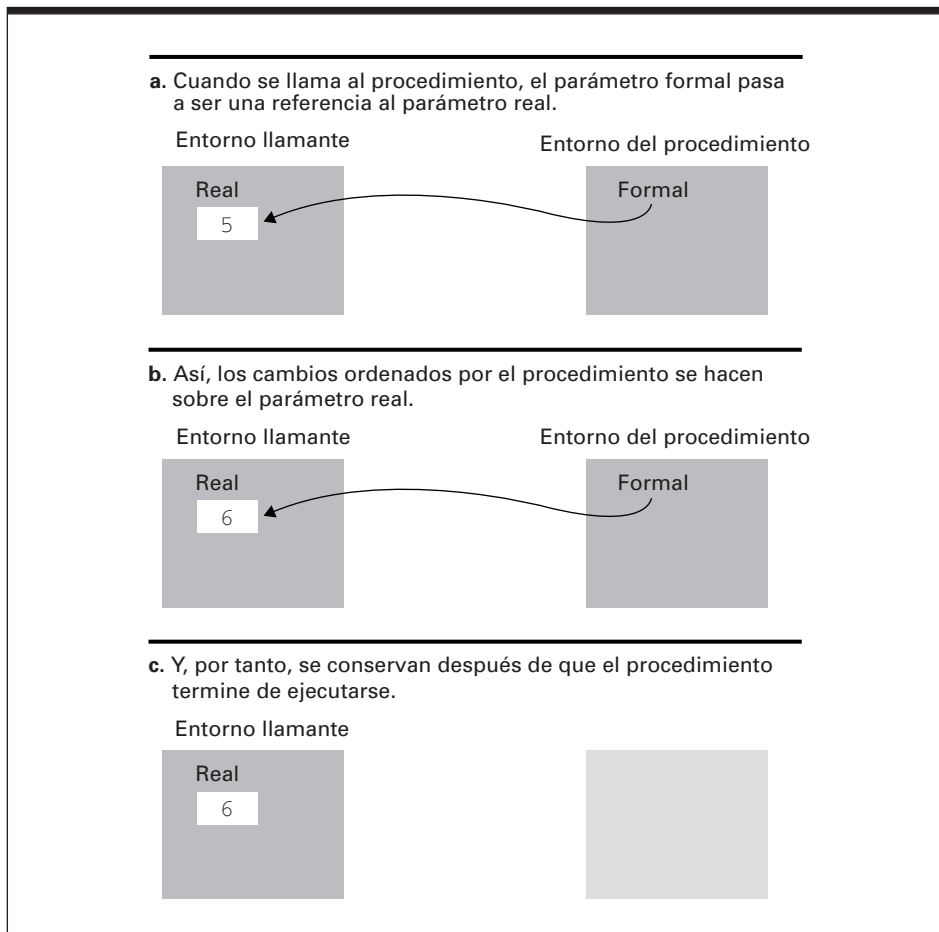 a. Cuando se llama al procedimiento, el parámetro formal pasa
a ser una referencia al parámetro real.
Entorno llamante
Entorno del procedimiento
Real
Formal
5
b. Así, los cambios ordenados por el procedimiento se hacen
sobre el parámetro real.
Entorno llamante
Entorno del procedimiento
Real
Formal
6
c. Y, por tanto, se conservan después de que el procedimiento
termine de ejecutarse.
Entorno llamante
Real
6